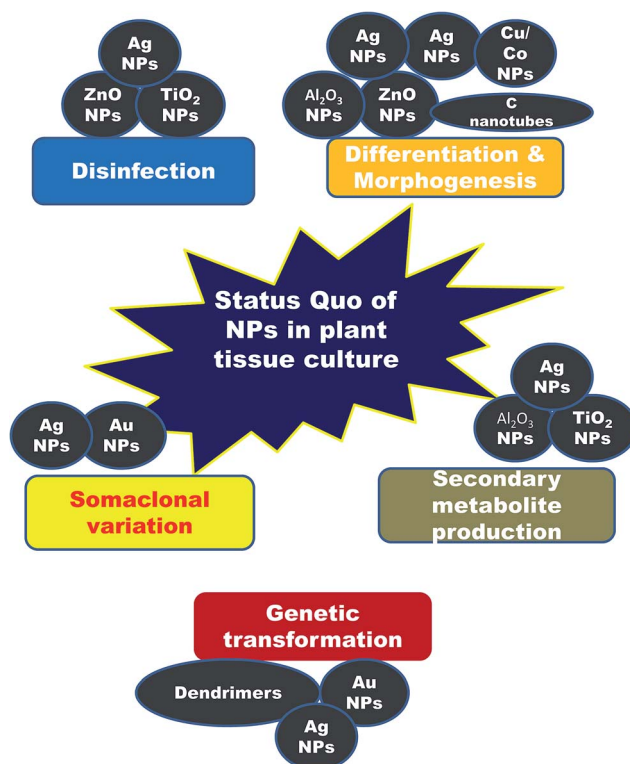 Ag
NPs
ZnO
NPs
TiO₂
NPs
Disinfection
Ag
NPs
Ag
NPs
Cu/
Co
NPs
Al₂O₃
NPs
ZnO
NPs
C
nanotubes
Differentiation &
Morphogenesis
Status Quo of
NPs in plant
tissue culture
Ag
NPs
Au
NPs
Somaclonal
variation
Ag
NPs
Al₂O₃
NPs
TiO₂
NPs
Secondary
metabolite
production
Genetic
transformation
Dendrimers
Au
NPs
Ag
NPs